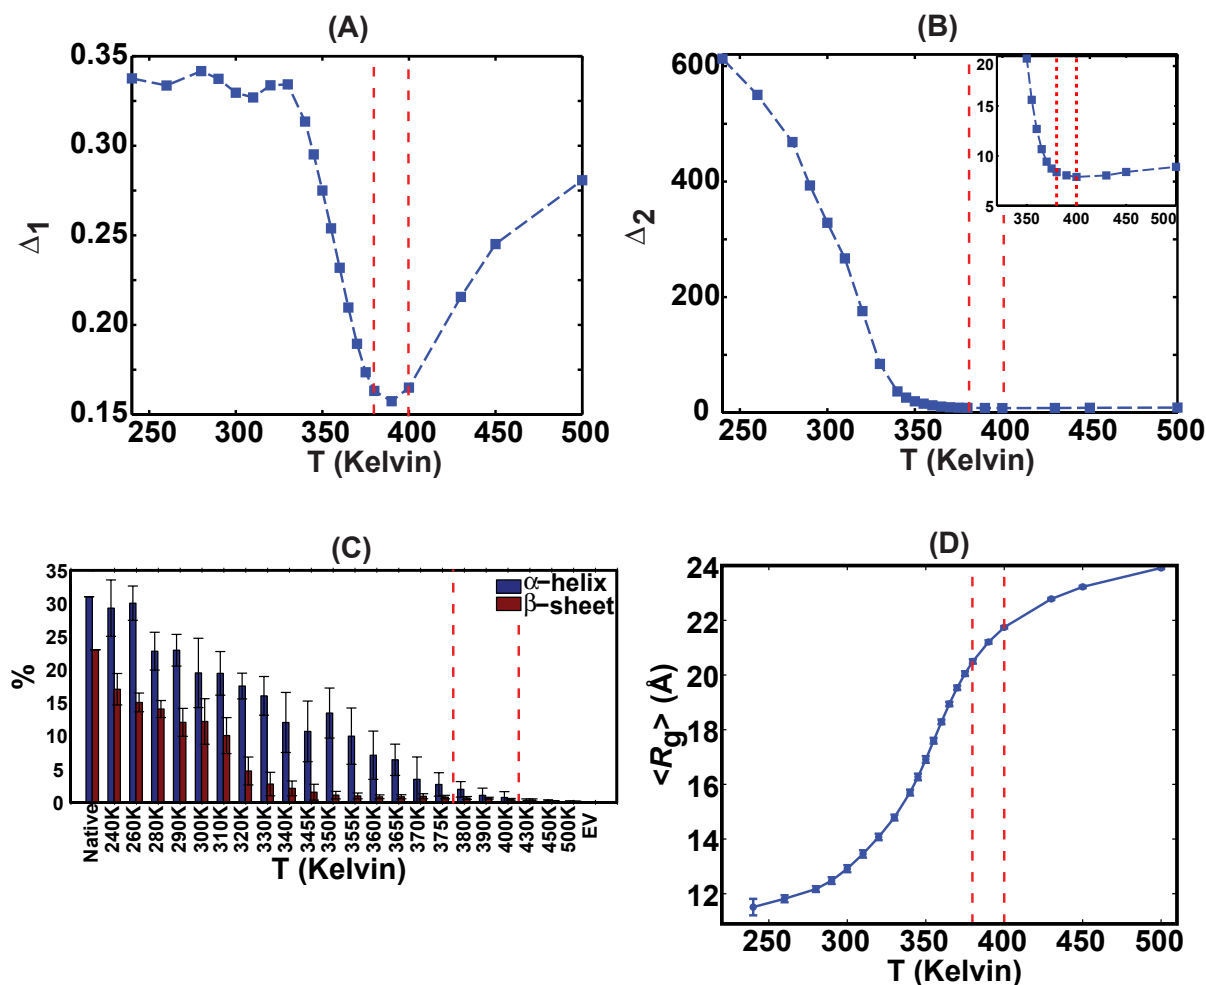 (A)
0.35
0.30
0.25
0.20
0.15
Δ1
250 300 350 400 450 500
T (Kelvin)
(B)
600
400
200
0
Δ2
250 300 350 400 450 500
T (Kelvin)
20
15
10
5
350 400 450 500
(C)
35
30
25
20
15
10
5
0
%
α−helix
β−sheet
Native 240K 260K 280K 290K 300K 310K 320K 330K 340K 345K 350K 355K 360K 365K 370K 375K 380K 390K 400K 430K 450K 500K EV
T (Kelvin)
(D)
24
22
20
18
16
14
12
<Rg> (Å)
250 300 350 400 450 500
T (Kelvin)